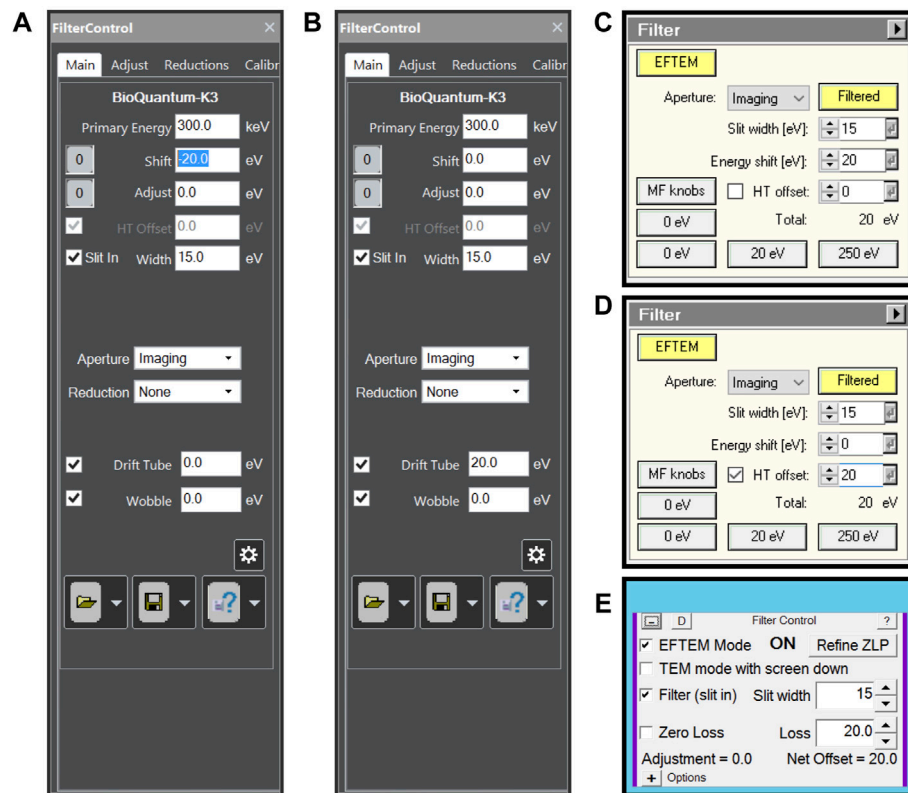 A
FilterControl
Main Adjust Reductions Calibr
BioQuantum-K3
Primary Energy 300.0 keV
0 Shift -20.0 eV
0 Adjust 0.0 eV
HT Offset 0.0 eV
Slit In Width 15.0 eV
Aperture Imaging
Reduction None
Drift Tube 0.0 eV
Wobble 0.0 eV
?
B
FilterControl
Main Adjust Reductions Calibr
BioQuantum-K3
Primary Energy 300.0 keV
0 Shift 0.0 eV
0 Adjust 0.0 eV
HT Offset 0.0 eV
Slit In Width 15.0 eV
Aperture Imaging
Reduction None
Drift Tube 20.0 eV
Wobble 0.0 eV
?
C
Filter
EFTEM
Aperture: Imaging Filtered
Slit width [eV]: 15
Energy shift [eV]: 20
MF knobs HT offset: 0
0 eV Total: 20 eV
0 eV 20 eV 250 eV
D
Filter
EFTEM
Aperture: Imaging Filtered
Slit width [eV]: 15
Energy shift [eV]: 0
MF knobs HT offset: 20
0 eV Total: 20 eV
0 eV 20 eV 250 eV
E
D Filter Control ?
EFTEM Mode ON Refine ZLP
TEM mode with screen down
Filter (slit in) Slit width 15
Zero Loss Loss 20.0
Adjustment = 0.0 Net Offset = 20.0
+ Options